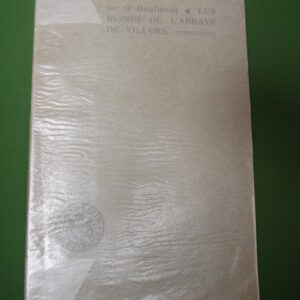 G. Boulmont ❦ LES
RUINES DE L'ABBAYE
DE VILLERS.